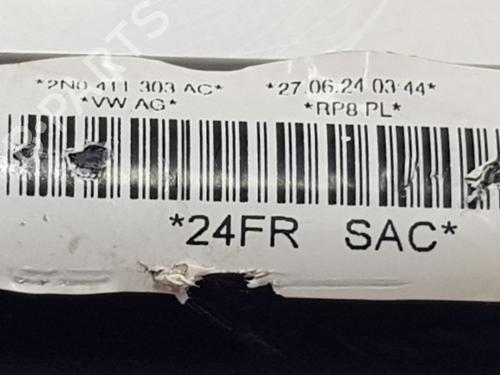 *2N0 411 303 AC* *27.06.24 03:44*
*VW AG* *RP8 PL*
*24FR SAC*